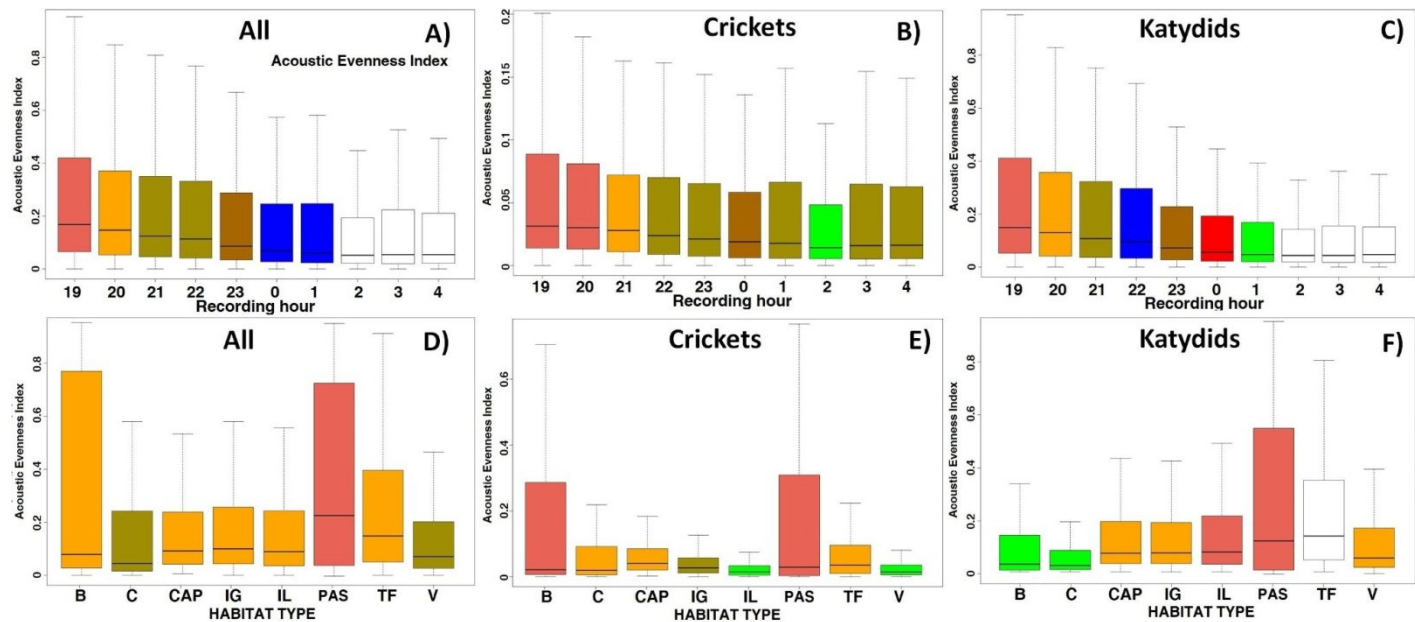 All
A)
Acoustic Evenness Index
Acoustic Evenness Index
0.8
0.6
0.4
0.2
0
19 20 21 22 23 0 1 2 3 4
Recording hour
Crickets
B)
Acoustic Evenness Index
0.2
0.15
0.1
0.05
0.0
19 20 21 22 23 0 1 2 3 4
Recording hour
Katydids
C)
Acoustic Evenness Index
0.8
0.6
0.4
0.2
0
19 20 21 22 23 0 1 2 3 4
Recording hour
All
D)
Acoustic Evenness Index
0.8
0.6
0.4
0.2
0
B C CAP IG IL PAS TF V
HABITAT TYPE
Crickets
E)
Acoustic Evenness Index
0.6
0.4
0.2
0
B C CAP IG IL PAS TF V
HABITAT TYPE
Katydids
F)
Acoustic Evenness Index
0.8
0.6
0.4
0.2
0
B C CAP IG IL PAS TF V
HABITAT TYPE